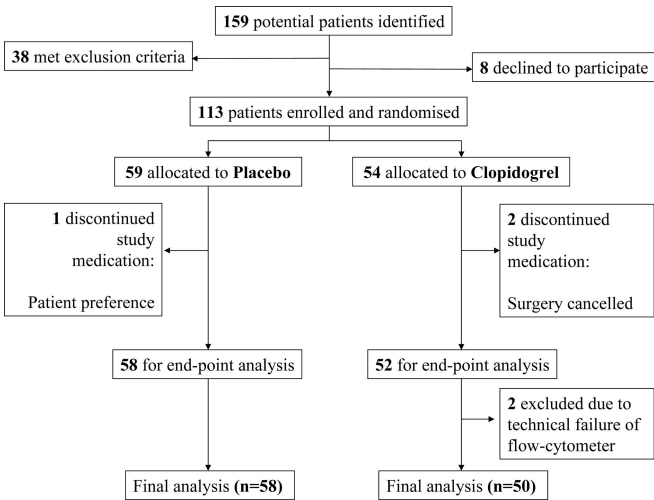 159 potential patients identified
38 met exclusion criteria
8 declined to participate
113 patients enrolled and randomised
59 allocated to Placebo
54 allocated to Clopidogrel
1 discontinued
study
medication:
Patient preference
2 discontinued
study
medication:
Surgery cancelled
58 for end-point analysis
52 for end-point analysis
2 excluded due to
technical failure of
flow-cytometer
Final analysis (n=58)
Final analysis (n=50)